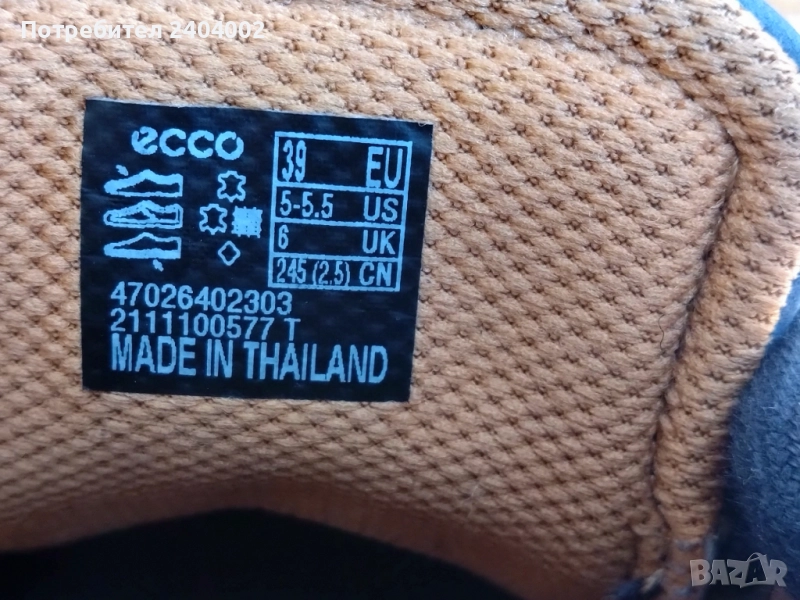 Потребител 2404002
ecco
39 EU
5-5.5 US
6 UK
245 (2.5) CN
47026402303
2111100577 T
MADE IN THAILAND
BAZAR